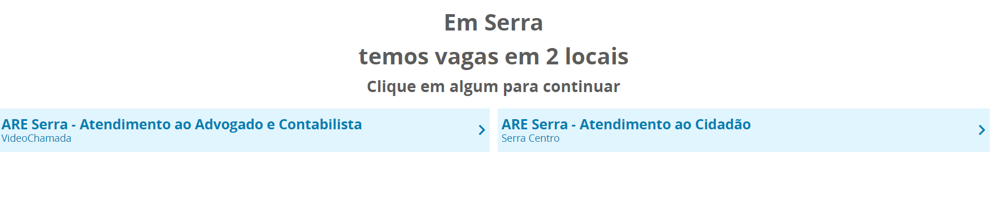 Em Serra
temos vagas em 2 locais
Clique em algum para continuar
ARE Serra - Atendimento ao Advogado e Contabilista
VideoChamada
ARE Serra - Atendimento ao Cidadão
Serra Centro